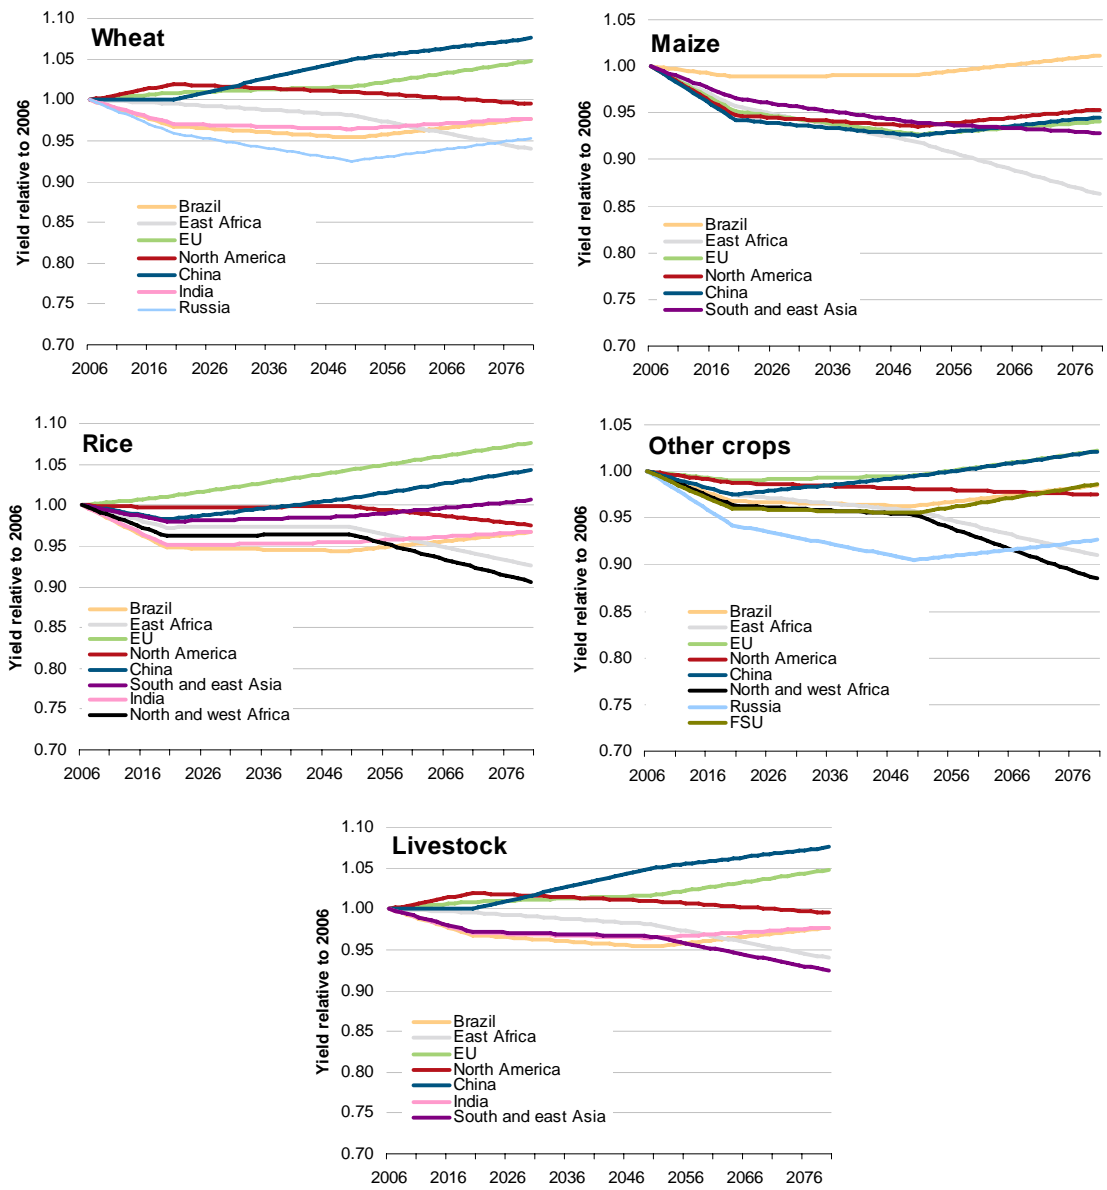 Wheat
Yield relative to 2006
1.10
1.05
1.00
0.95
0.90
0.85
0.80
0.75
0.70
Brazil
East Africa
EU
North America
China
India
Russia
2006 2016 2026 2036 2046 2056 2066 2076
Maize
Yield relative to 2006
1.05
1.00
0.95
0.90
0.85
0.80
0.75
0.70
Brazil
East Africa
EU
North America
China
South and east Asia
2006 2016 2026 2036 2046 2056 2066 2076
Rice
Yield relative to 2006
1.10
1.05
1.00
0.95
0.90
0.85
0.80
0.75
0.70
Brazil
East Africa
EU
North America
China
South and east Asia
India
North and west Africa
2006 2016 2026 2036 2046 2056 2066 2076
Other crops
Yield relative to 2006
1.05
1.00
0.95
0.90
0.85
0.80
0.75
0.70
Brazil
East Africa
EU
North America
China
North and west Africa
Russia
FSU
2006 2016 2026 2036 2046 2056 2066 2076
Livestock
Yield relative to 2006
1.10
1.05
1.00
0.95
0.90
0.85
0.80
0.75
0.70
Brazil
East Africa
EU
North America
China
India
South and east Asia
2006 2016 2026 2036 2046 2056 2066 2076